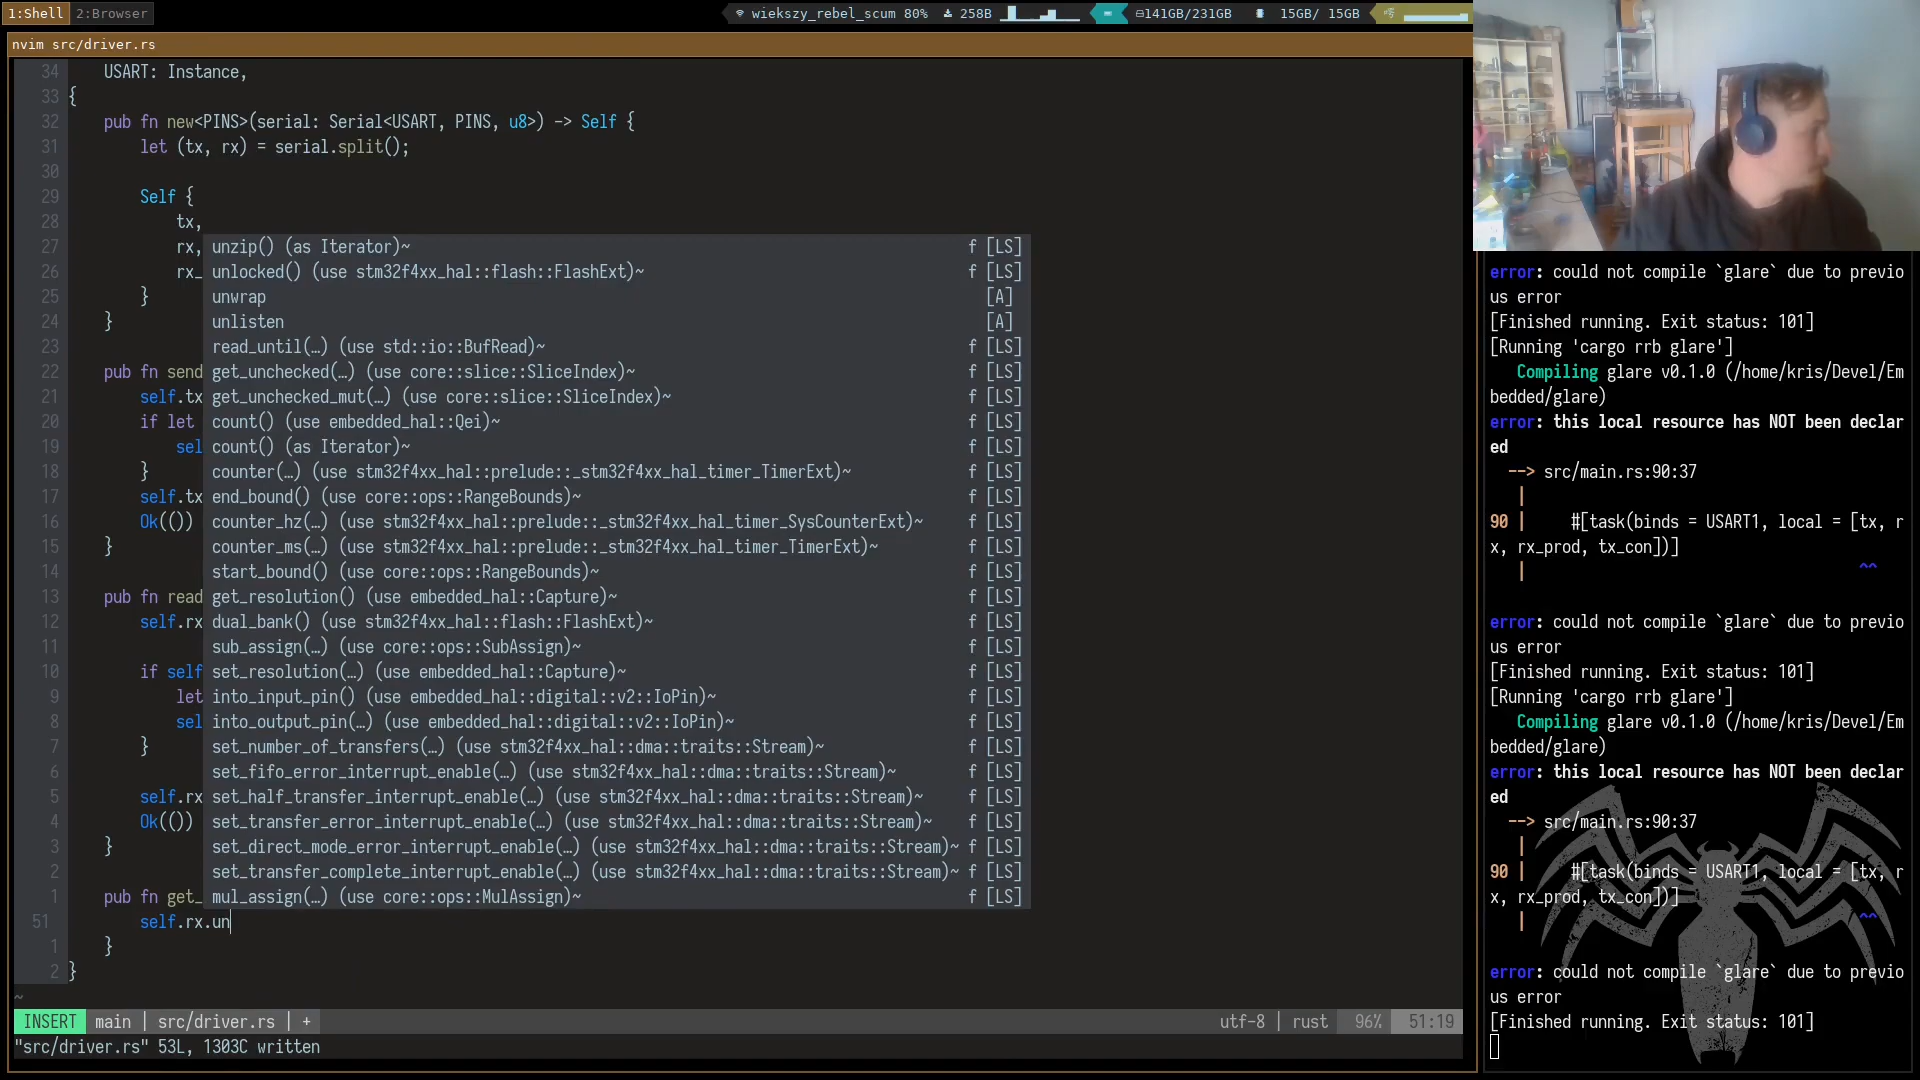 1:Shell 2:Browser
wiekszy_rebel_scum 80% 258B 141GB/231GB 15GB/ 15GB
nvim src/driver.rs
34 USART: Instance,
33 {
32 pub fn new<PINS>(serial: Serial<USART, PINS, u8>) -> Self {
31 let (tx, rx) = serial.split();
30
29 Self {
28 tx,
27 rx, unzip() (as Iterator)~ f [LS]
26 rx_ unlocked() (use stm32f4xx_hal::flash::FlashExt)~ f [LS]
25 } unwrap [A]
24 } unlisten [A]
23 read_until(…) (use std::io::BufRead)~ f [LS]
22 pub fn send get_unchecked(…) (use core::slice::SliceIndex)~ f [LS]
21 self.tx get_unchecked_mut(…) (use core::slice::SliceIndex)~ f [LS]
20 if let count() (use embedded_hal::Qei)~ f [LS]
19 sel count() (as Iterator)~ f [LS]
18 } counter(…) (use stm32f4xx_hal::prelude::_stm32f4xx_hal_timer_TimerExt)~ f [LS]
17 self.tx end_bound() (use core::ops::RangeBounds)~ f [LS]
16 Ok(()) counter_hz(…) (use stm32f4xx_hal::prelude::_stm32f4xx_hal_timer_SysCounterExt)~ f [LS]
15 } counter_ms(…) (use stm32f4xx_hal::prelude::_stm32f4xx_hal_timer_TimerExt)~ f [LS]
14 start_bound() (use core::ops::RangeBounds)~ f [LS]
13 pub fn read get_resolution() (use embedded_hal::Capture)~ f [LS]
12 self.rx dual_bank() (use stm32f4xx_hal::flash::FlashExt)~ f [LS]
11 sub_assign(…) (use core::ops::SubAssign)~ f [LS]
10 if self set_resolution(…) (use embedded_hal::Capture)~ f [LS]
9 let into_input_pin() (use embedded_hal::digital::v2::IoPin)~ f [LS]
8 sel into_output_pin(…) (use embedded_hal::digital::v2::IoPin)~ f [LS]
7 } set_number_of_transfers(…) (use stm32f4xx_hal::dma::traits::Stream)~ f [LS]
6 set_fifo_error_interrupt_enable(…) (use stm32f4xx_hal::dma::traits::Stream)~ f [LS]
5 self.rx set_half_transfer_interrupt_enable(…) (use stm32f4xx_hal::dma::traits::Stream)~ f [LS]
4 Ok(()) set_transfer_error_interrupt_enable(…) (use stm32f4xx_hal::dma::traits::Stream)~ f [LS]
3 } set_direct_mode_error_interrupt_enable(…) (use stm32f4xx_hal::dma::traits::Stream)~ f [LS]
2 set_transfer_complete_interrupt_enable(…) (use stm32f4xx_hal::dma::traits::Stream)~ f [LS]
1 pub fn get_ mul_assign(…) (use core::ops::MulAssign)~ f [LS]
51 self.rx.un
1 }
2 }
~
INSERT main | src/driver.rs | + utf-8 | rust 96% 51:19
"src/driver.rs" 53L, 1303C written
error: could not compile `glare` due to previo
us error
[Finished running. Exit status: 101]
[Running 'cargo rrb glare']
Compiling glare v0.1.0 (/home/kris/Devel/Em
bedded/glare)
error: this local resource has NOT been declar
ed
--> src/main.rs:90:37
|
90 | #[task(binds = USART1, local = [tx, r
x, rx_prod, tx_con])]
| ^^
error: could not compile `glare` due to previo
us error
[Finished running. Exit status: 101]
[Running 'cargo rrb glare']
Compiling glare v0.1.0 (/home/kris/Devel/Em
bedded/glare)
error: this local resource has NOT been declar
ed
--> src/main.rs:90:37
|
90 | #[task(binds = USART1, local = [tx, r
x, rx_prod, tx_con])]
| ^^
error: could not compile `glare` due to previo
us error
[Finished running. Exit status: 101]